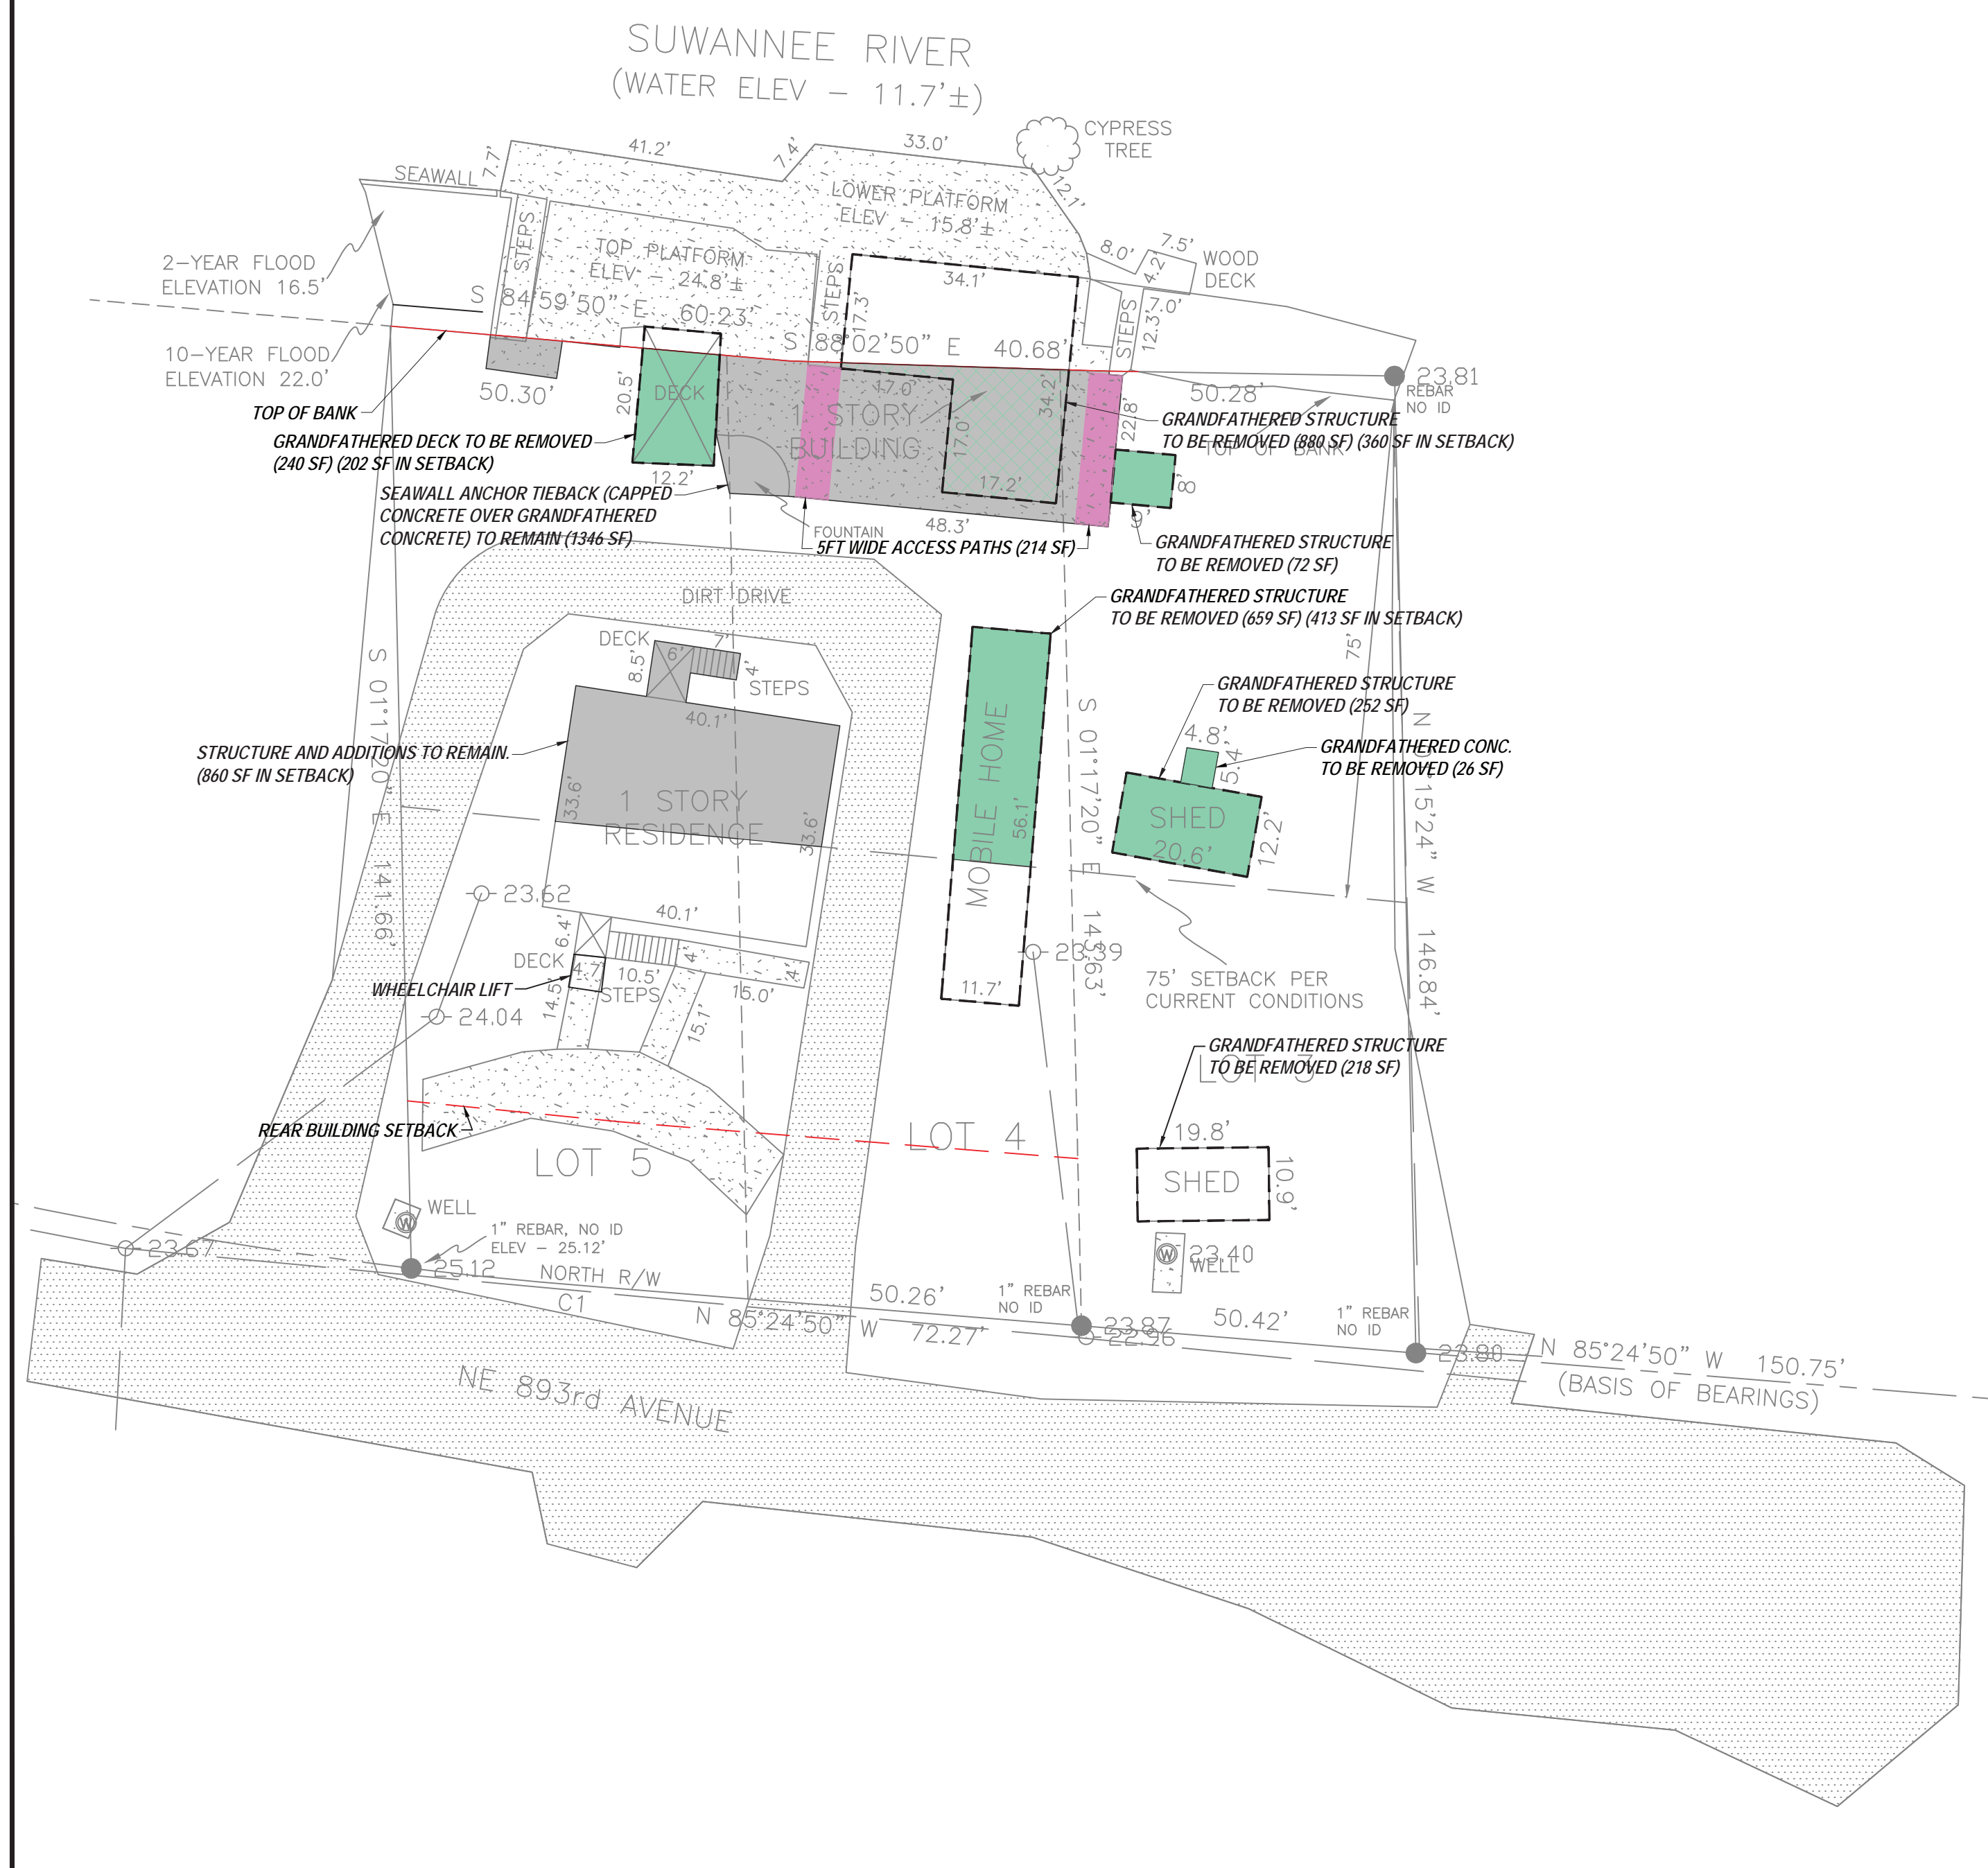 SUWANNEE RIVER
(WATER ELEV - 11.7'±)
CYPRESS
TREE
41.2'
7.4'
33.0'
7.7'
SEAWALL
12.1'
LOWER PLATFORM
ELEV - 15.8'±
STEPS
TOP PLATFORM
ELEV - 24.8'±
STEPS
34.1'
17.3'
8.0'
7.5'
4.2'
WOOD
DECK
7.0'
12.3'
STEPS
2-YEAR FLOOD
ELEVATION 16.5'
10-YEAR FLOOD
ELEVATION 22.0'
S 84°59'50" E 60.23'
S 88°02'50" E 40.68'
23.81
REBAR
NO ID
50.30'
50.28'
TOP OF BANK
TOP OF BANK
GRANDFATHERED DECK TO BE REMOVED
(240 SF) (202 SF IN SETBACK)
20.5'
DECK
12.2'
17.0'
1 STORY
BUILDING
17.0'
34.2'
17.2'
22.8'
GRANDFATHERED STRUCTURE
TO BE REMOVED (880 SF) (360 SF IN SETBACK)
8'
9'
SEAWALL ANCHOR TIEBACK (CAPPED
CONCRETE OVER GRANDFATHERED
CONCRETE) TO REMAIN (1346 SF)
FOUNTAIN
48.3'
5FT WIDE ACCESS PATHS (214 SF)
GRANDFATHERED STRUCTURE
TO BE REMOVED (72 SF)
DIRT DRIVE
GRANDFATHERED STRUCTURE
TO BE REMOVED (659 SF) (413 SF IN SETBACK)
75'
DECK
7'
6'
8.5'
4'
STEPS
40.1'
S 01°17'20" E 141.66'
S 01°17'20" E 143.63'
N 01°15'24" W 146.84'
GRANDFATHERED STRUCTURE
TO BE REMOVED (252 SF)
4.8'
5.4'
GRANDFATHERED CONC.
TO BE REMOVED (26 SF)
STRUCTURE AND ADDITIONS TO REMAIN.
(860 SF IN SETBACK)
33.6'
1 STORY
RESIDENCE
33.6'
MOBILE HOME
56.1'
SHED
20.6'
12.2'
23.62
40.1'
6.4'
DECK
4.7'
10.5'
STEPS
4'
4'
15.0'
WHEELCHAIR LIFT
14.5'
15.1'
24.04
23.39
11.7'
75' SETBACK PER
CURRENT CONDITIONS
GRANDFATHERED STRUCTURE
TO BE REMOVED (218 SF)
LOT 3
REAR BUILDING SETBACK
LOT 5
LOT 4
19.8'
SHED
10.9'
WELL
W
1" REBAR, NO ID
ELEV - 25.12'
23.67
25.12
W
23.40
WELL
NORTH R/W
C1
50.26'
1" REBAR
NO ID
23.87
22.96
50.42'
1" REBAR
NO ID
23.80
N 85°24'50" W 72.27'
N 85°24'50" W 150.75'
(BASIS OF BEARINGS)
NE 893rd AVENUE